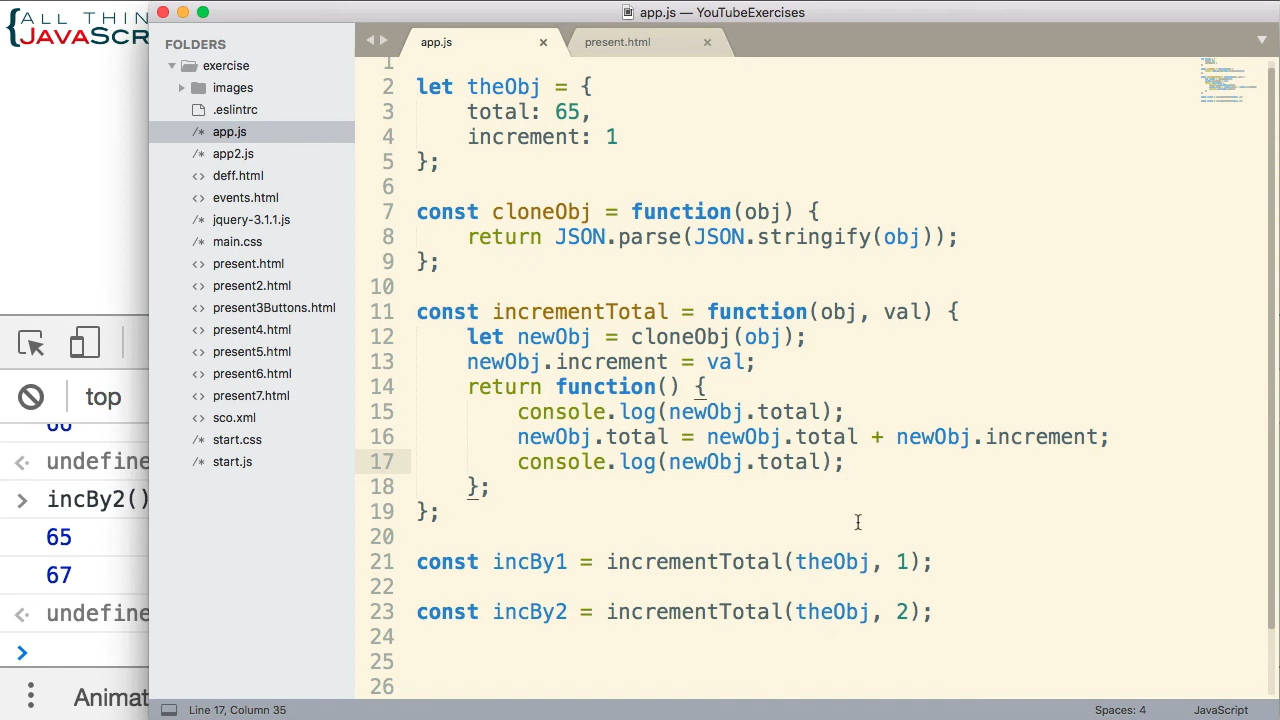 ALL THIN
JAVASCR
app.js — YouTubeExercises
FOLDERS
exercise
images
.eslintrc
app.js
app2.js
deff.html
events.html
jquery-3.1.1.js
main.css
present.html
present2.html
present3Buttons.html
present4.html
present5.html
present6.html
present7.html
sco.xml
start.css
start.js
app.js
present.html
1
2 let theObj = {
3 total: 65,
4 increment: 1
5 };
6
7 const cloneObj = function(obj) {
8 return JSON.parse(JSON.stringify(obj));
9 };
10
11 const incrementTotal = function(obj, val) {
12 let newObj = cloneObj(obj);
13 newObj.increment = val;
14 return function() {
15 console.log(newObj.total);
16 newObj.total = newObj.total + newObj.increment;
17 console.log(newObj.total);
18 };
19 };
20
21 const incBy1 = incrementTotal(theObj, 1);
22
23 const incBy2 = incrementTotal(theObj, 2);
24
25
26
top
undefine
incBy2()
65
67
undefine
Animat
Line 17, Column 35
Spaces: 4
JavaScript